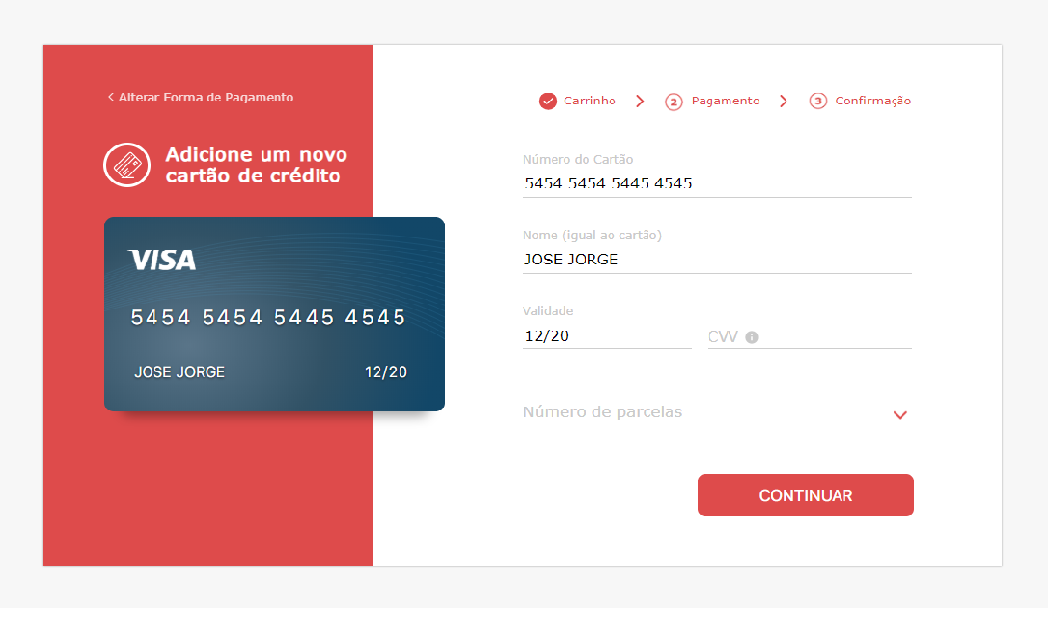 Alterar Forma de Pagamento
Adicione um novo
cartão de crédito
VISA
5454 5454 5445 4545
JOSE JORGE 12/20
Carrinho 2 Pagamento 3 Confirmação
Número do Cartão
5454 5454 5445 4545
Nome (igual ao cartão)
JOSE JORGE
Validade
12/20 CVV
Número de parcelas
CONTINUAR